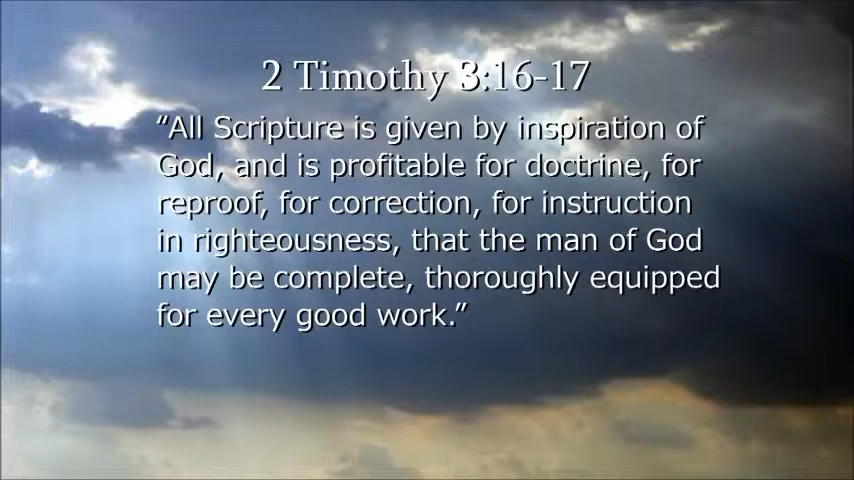 2 Timothy 3:16-17
“All Scripture is given by inspiration of
God, and is profitable for doctrine, for
reproof, for correction, for instruction
in righteousness, that the man of God
may be complete, thoroughly equipped
for every good work.”